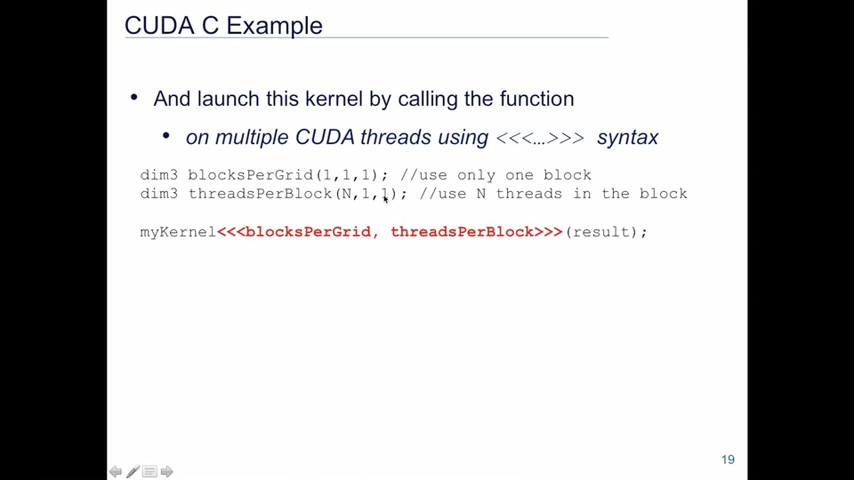 CUDA C Example
• And launch this kernel by calling the function
• on multiple CUDA threads using <<<…>>> syntax
dim3 blocksPerGrid(1,1,1); //use only one block
dim3 threadsPerBlock(N,1,1); //use N threads in the block
myKernel<<<blocksPerGrid, threadsPerBlock>>>(result);
19